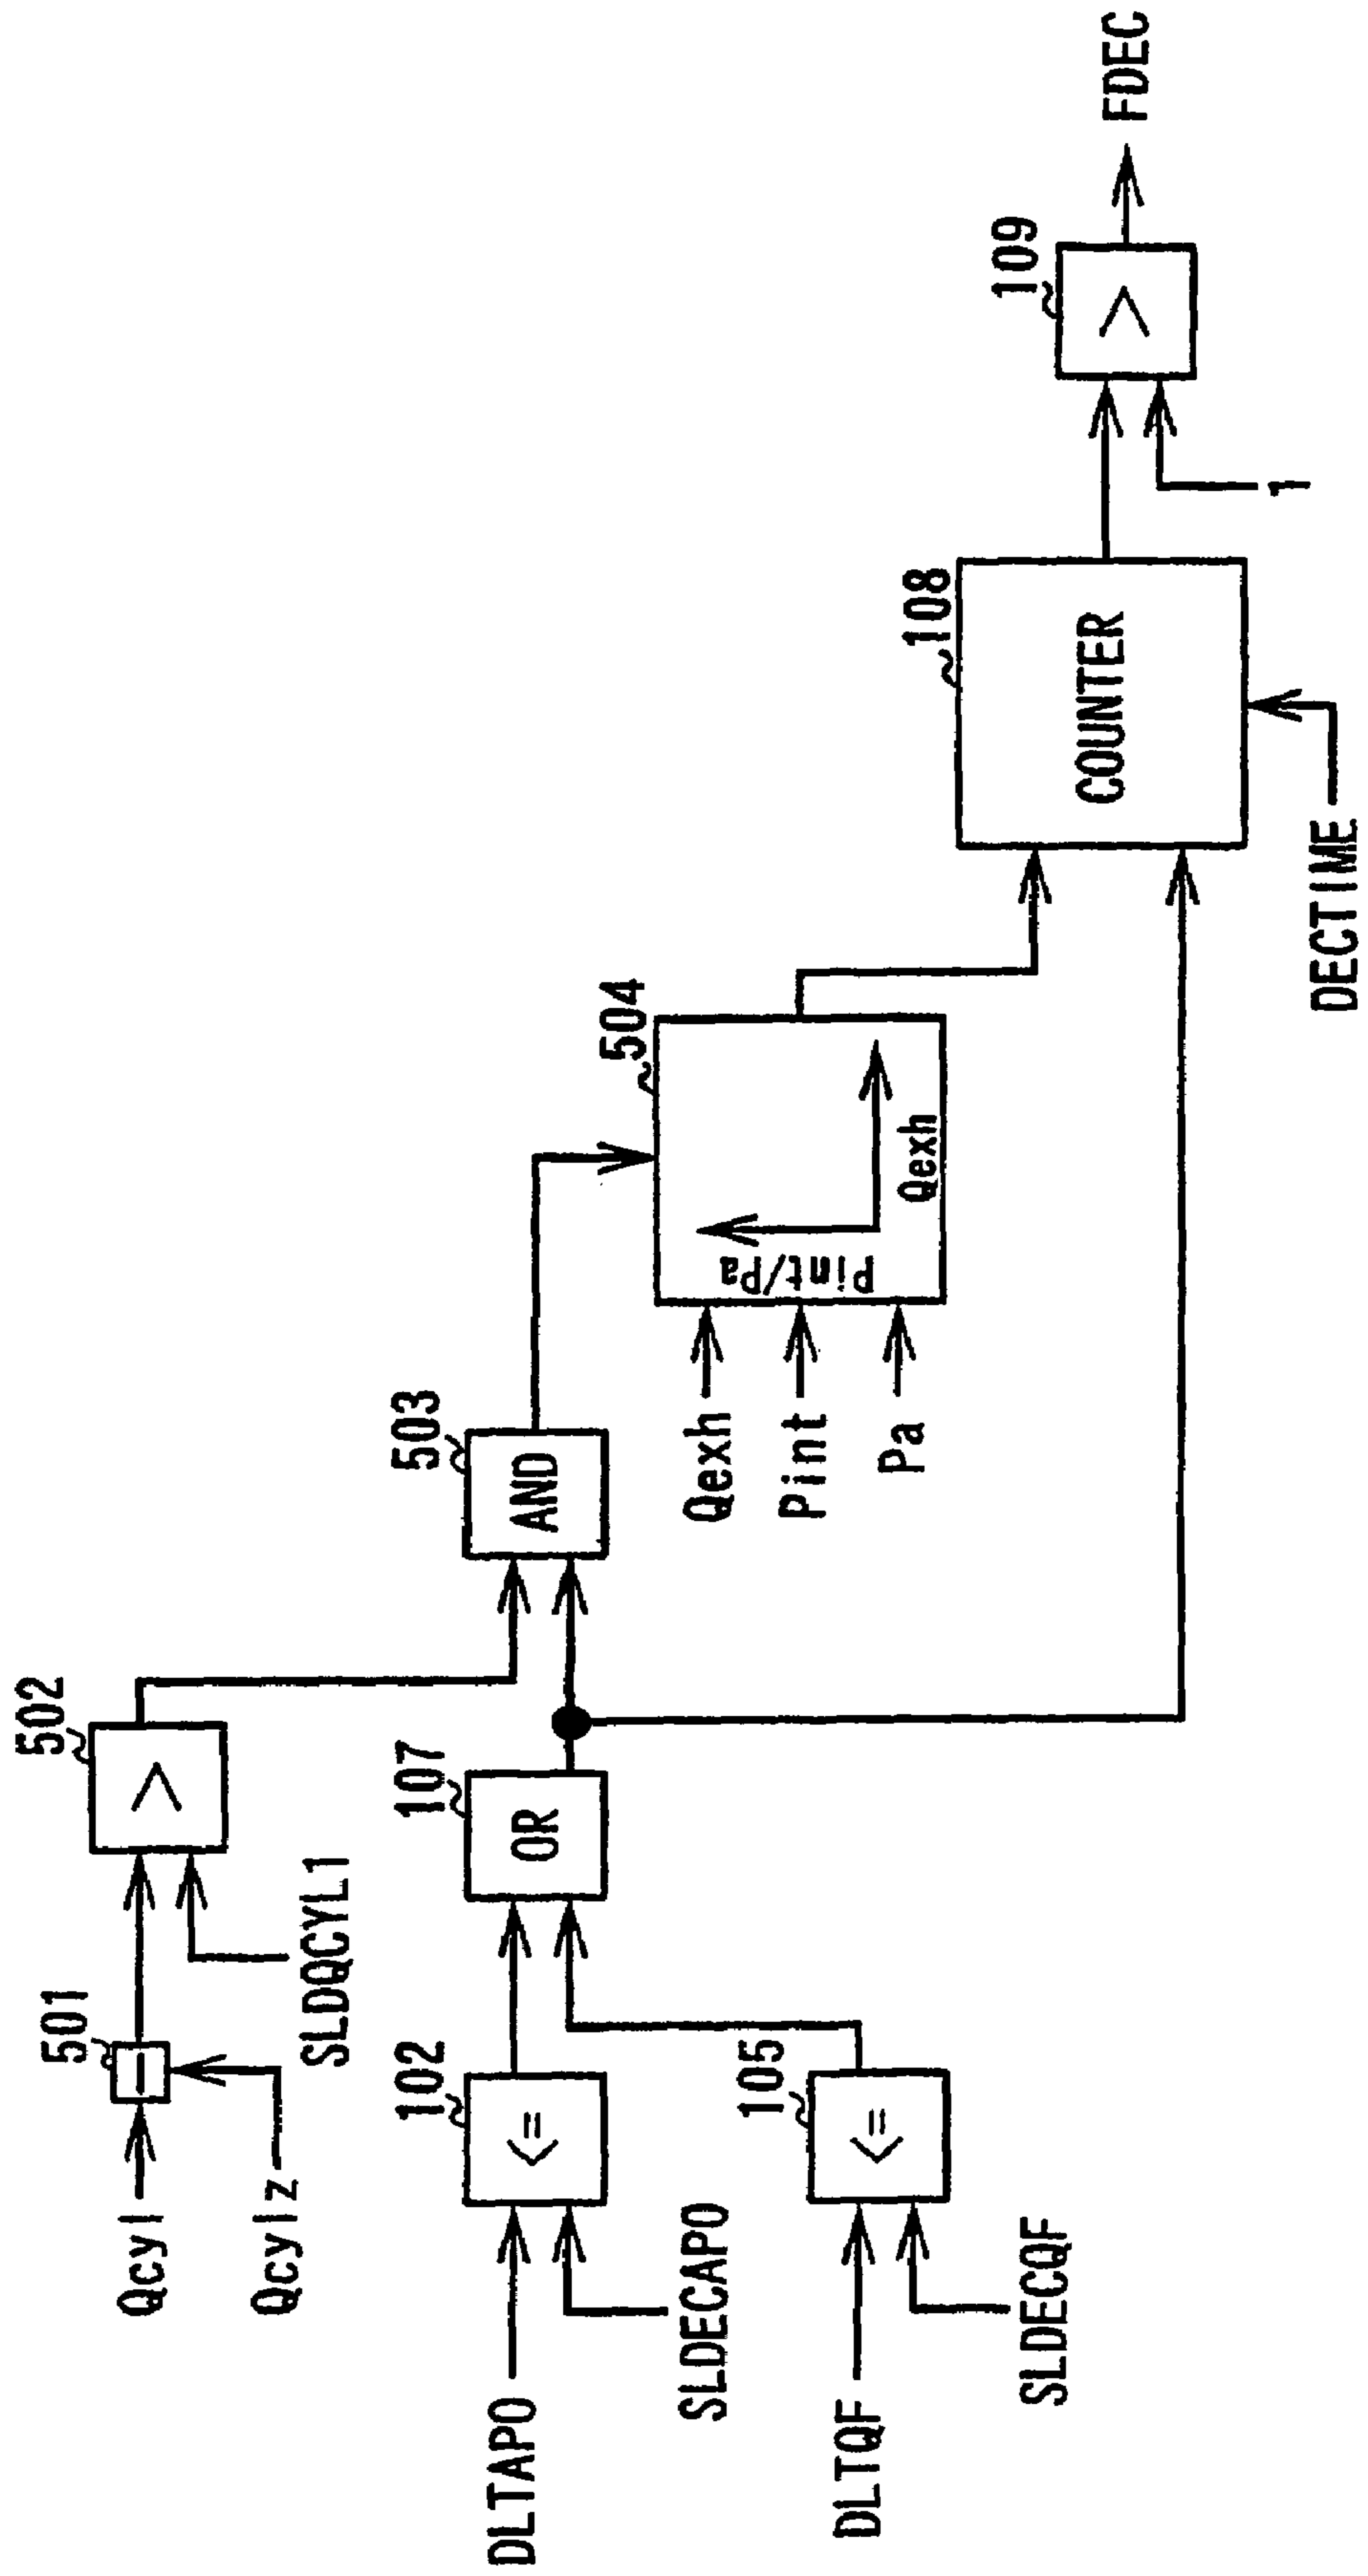 Qcyl
Qcylz
501
—
SLDQCYL1
502
>
DLTAPO
SLDECAPO
102
<=
DLTQF
SLDECQF
105
<=
107
OR
503
AND
Qexh
Pint
Pa
504
Pint/Pa
Qexh
DECTIME
108
COUNTER
1
109
>
FDEC